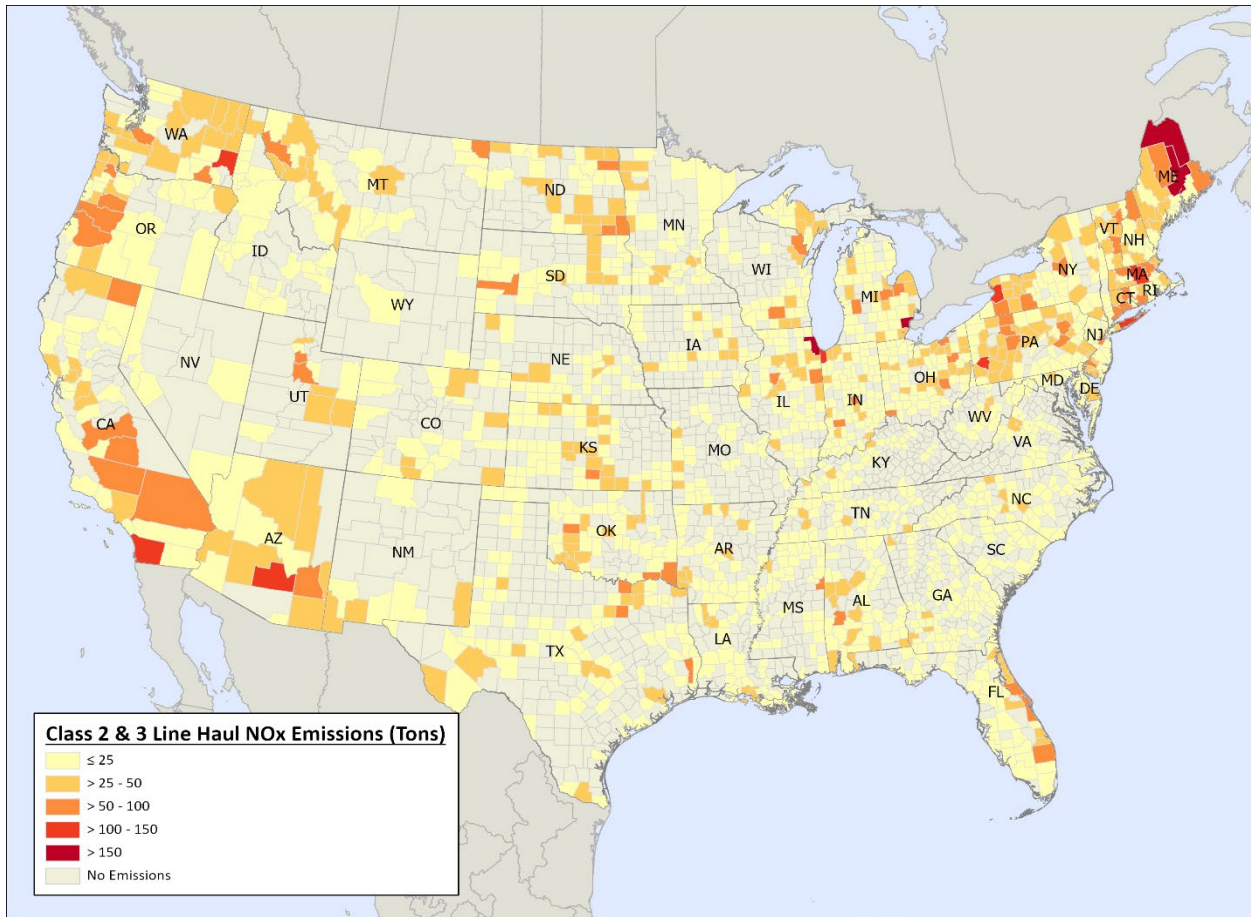 WA
MT
ND
MN
ME
OR
ID
SD
WI
VT
NH
WY
MI
NY
MA
CT
RI
NV
NE
IA
PA
NJ
UT
CO
IL
IN
OH
MD
DE
CA
KS
MO
WV
VA
KY
AZ
NM
OK
AR
TN
NC
SC
TX
LA
MS
AL
GA
FL
Class 2 & 3 Line Haul NOx Emissions (Tons)
≤ 25
> 25 - 50
> 50 - 100
> 100 - 150
> 150
No Emissions